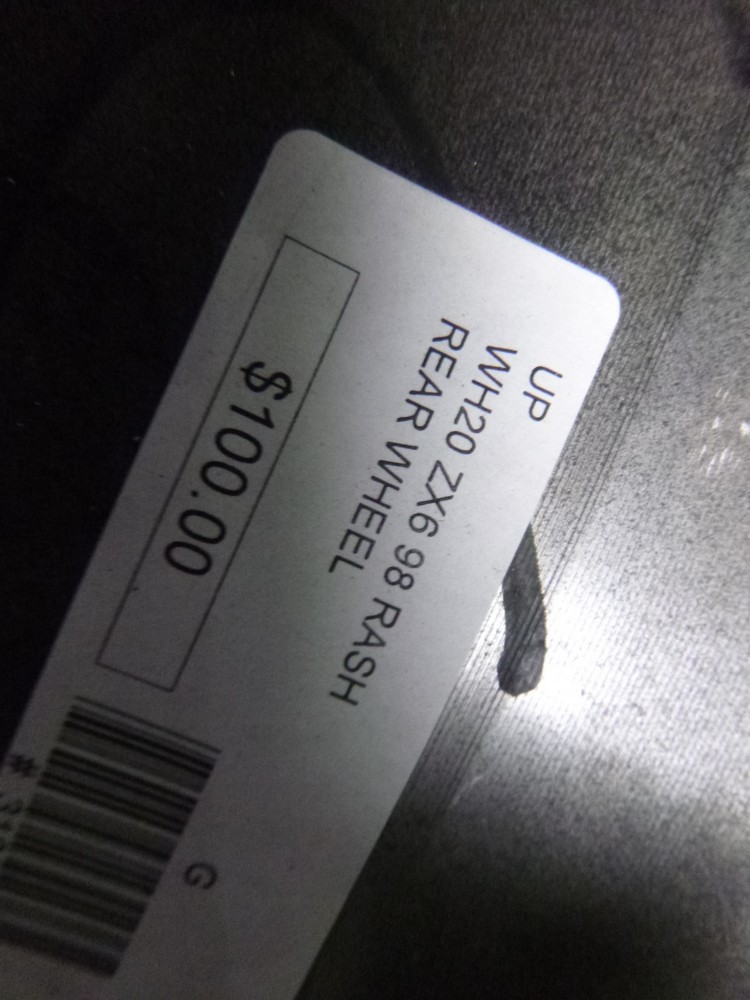 UP
WH20 ZX6 98 RASH
REAR WHEEL
$100.00
G